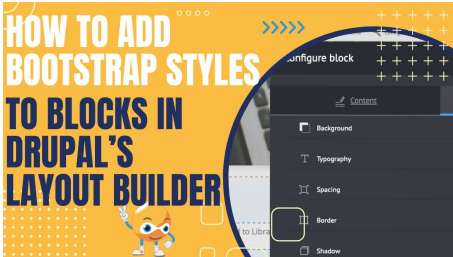 HOW TO ADD
BOOTSTRAP STYLES
TO BLOCKS IN
DRUPAL'S
LAYOUT BUILDER
onfigure block
Content
Background
Typography
Spacing
Border
Shadow
to Libra